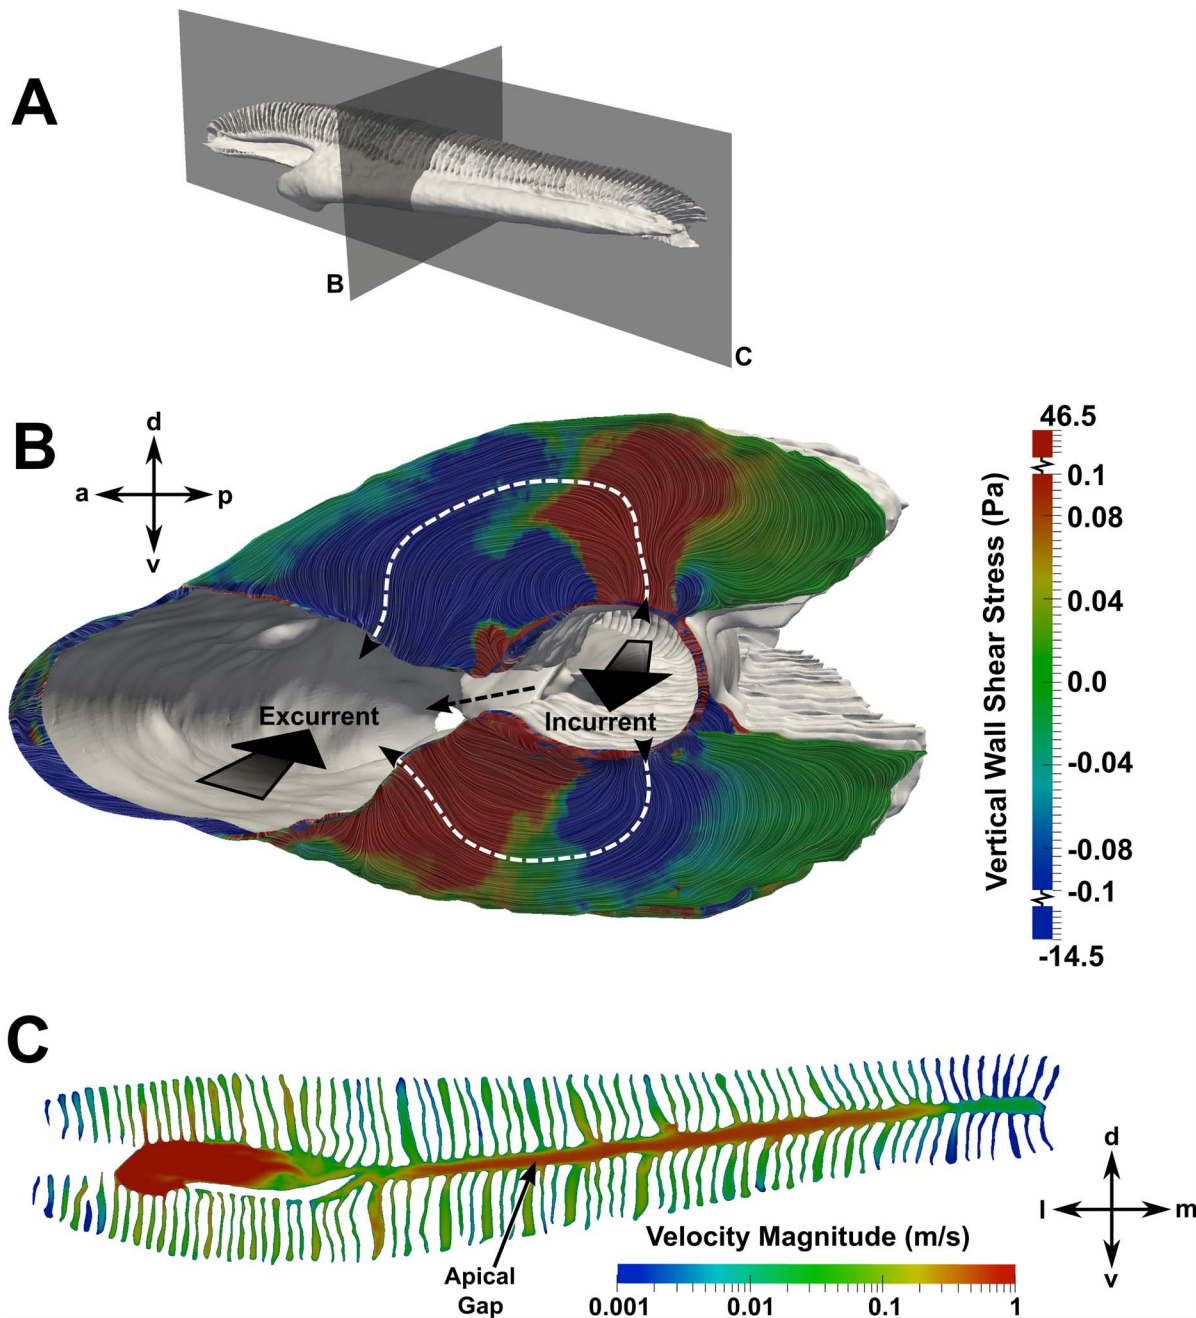 A
B
C
B
d
a
p
v
Excurrent
Incurrent
46.5
0.1
0.08
0.04
0.0
-0.04
-0.08
-0.1
-14.5
Vertical Wall Shear Stress (Pa)
C
Apical
Gap
Velocity Magnitude (m/s)
0.001 0.01 0.1 1
d
l m
v